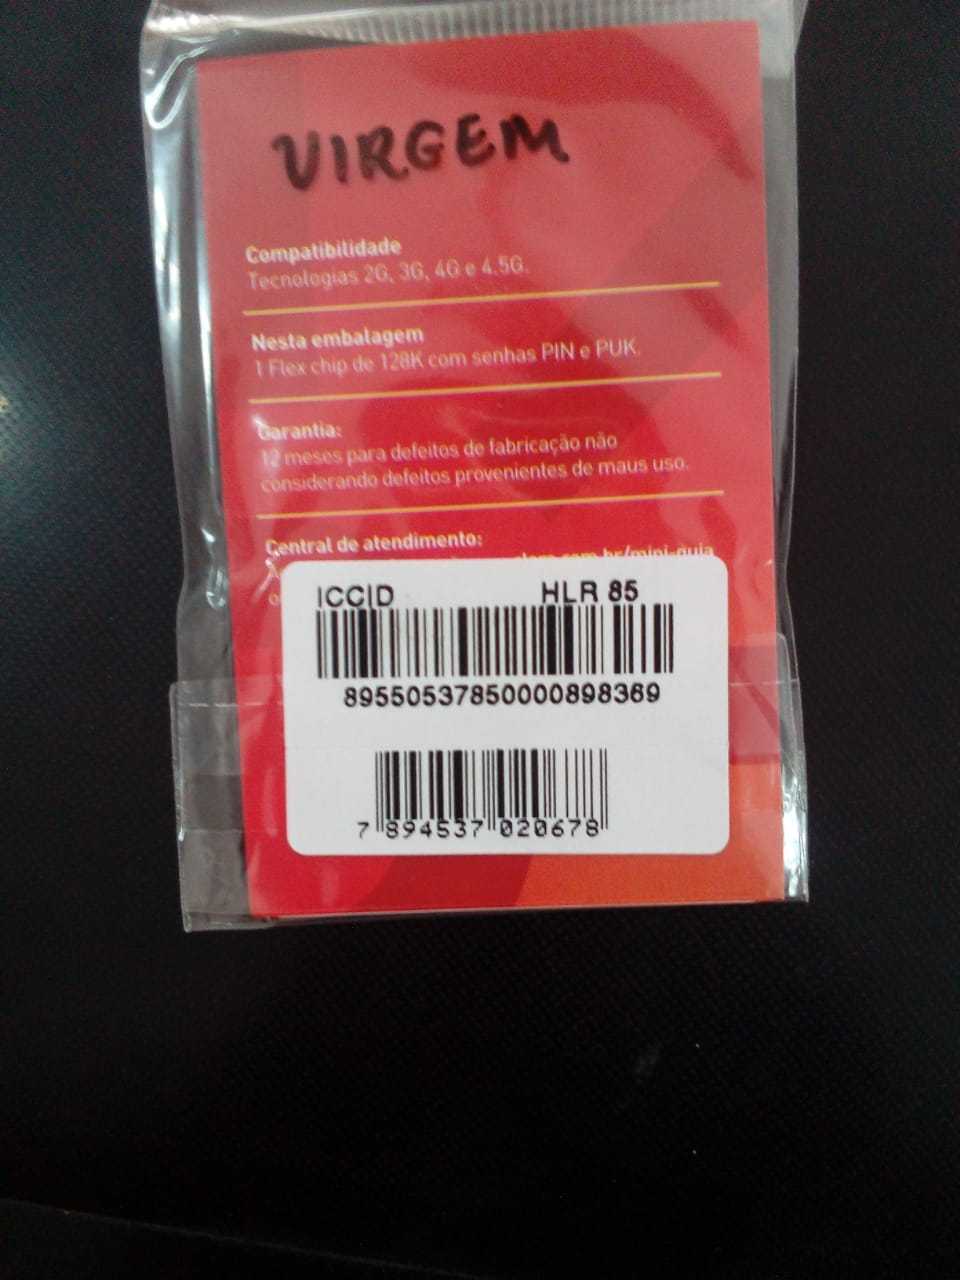 VIRGEM
Compatibilidade
Tecnologias 2G, 3G, 4G e 4.5G.
Nesta embalagem
1 Flex chip de 128K com senhas PIN e PUK.
Garantia:
12 meses para defeitos de fabricação não
considerando defeitos provenientes de maus uso.
Central de atendimento:
ICCID HLR 85
89550537850000898369
7 894537 020678